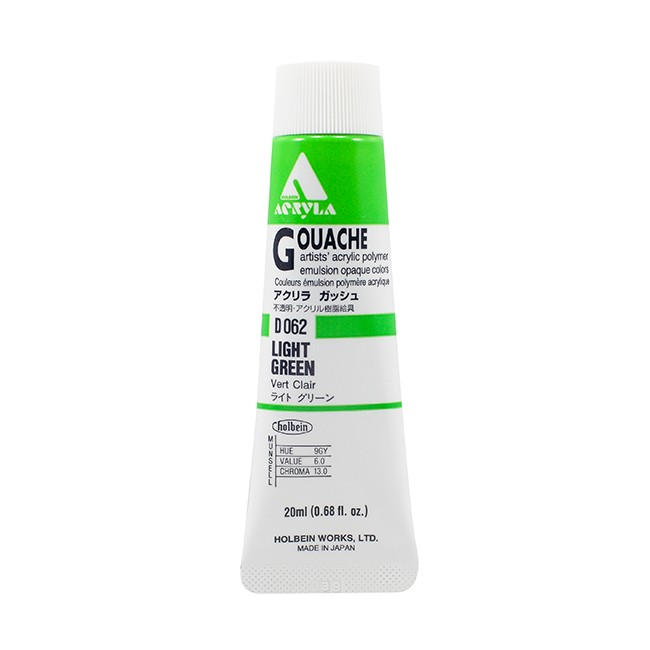 HOLBEIN
ACRYLA
GOUACHE
artists' acrylic polymer
emulsion opaque colors
Couleurs émulsion polymère acrylique
アクリラ ガッシュ
不透明・アクリル樹脂絵具
D 062
LIGHT
GREEN
Vert Clair
ライト グリーン
holbein
MUNSELL
HUE 9GY
VALUE 6.0
CHROMA 13.0
20ml (0.68 fl. oz.)
HOLBEIN WORKS, LTD.
MADE IN JAPAN